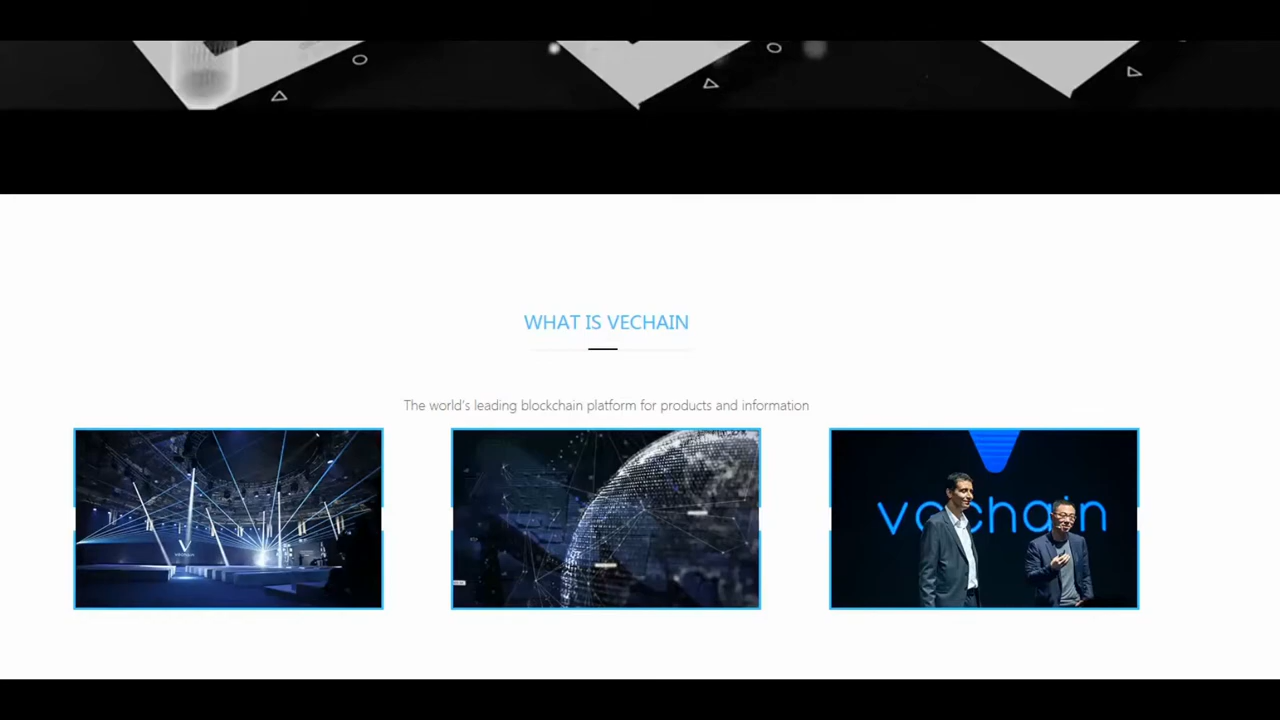 WHAT IS VECHAIN
The world's leading blockchain platform for products and information
vechain